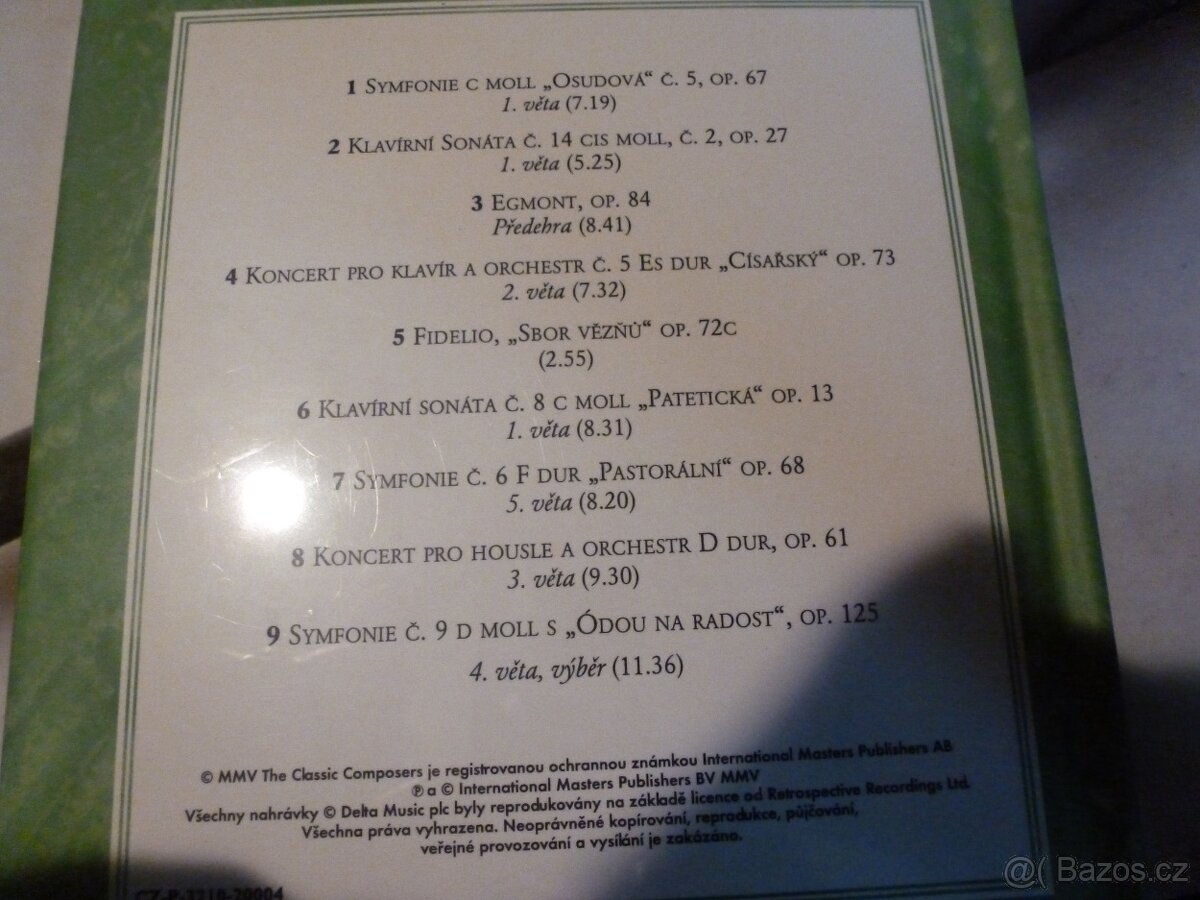 1 Symfonie c moll „Osudová“ č. 5, op. 67
1. věta (7.19)
2 Klavírní Sonáta č. 14 cis moll, č. 2, op. 27
1. věta (5.25)
3 Egmont, op. 84
Předehra (8.41)
4 Koncert pro klavír a orchestr č. 5 Es dur „Císařský“ op. 73
2. věta (7.32)
5 Fidelio, „Sbor vězňů“ op. 72c
(2.55)
6 Klavírní sonáta č. 8 c moll „Patetická“ op. 13
1. věta (8.31)
7 Symfonie č. 6 F dur „Pastorální“ op. 68
5. věta (8.20)
8 Koncert pro housle a orchestr D dur, op. 61
3. věta (9.30)
9 Symfonie č. 9 d moll s „Ódou na radost“, op. 125
4. věta, výběr (11.36)
© MMV The Classic Composers je registrovanou ochrannou známkou International Masters Publishers AB
℗ a © International Masters Publishers BV MMV
Všechny nahrávky © Delta Music plc byly reprodukovány na základě licence od Retrospective Recordings Ltd.
Všechna práva vyhrazena. Neoprávněné kopírování, reprodukce, půjčování,
veřejné provozování a vysílání je zakázáno.
CZ-P-3210-20004
@( Bazos.cz